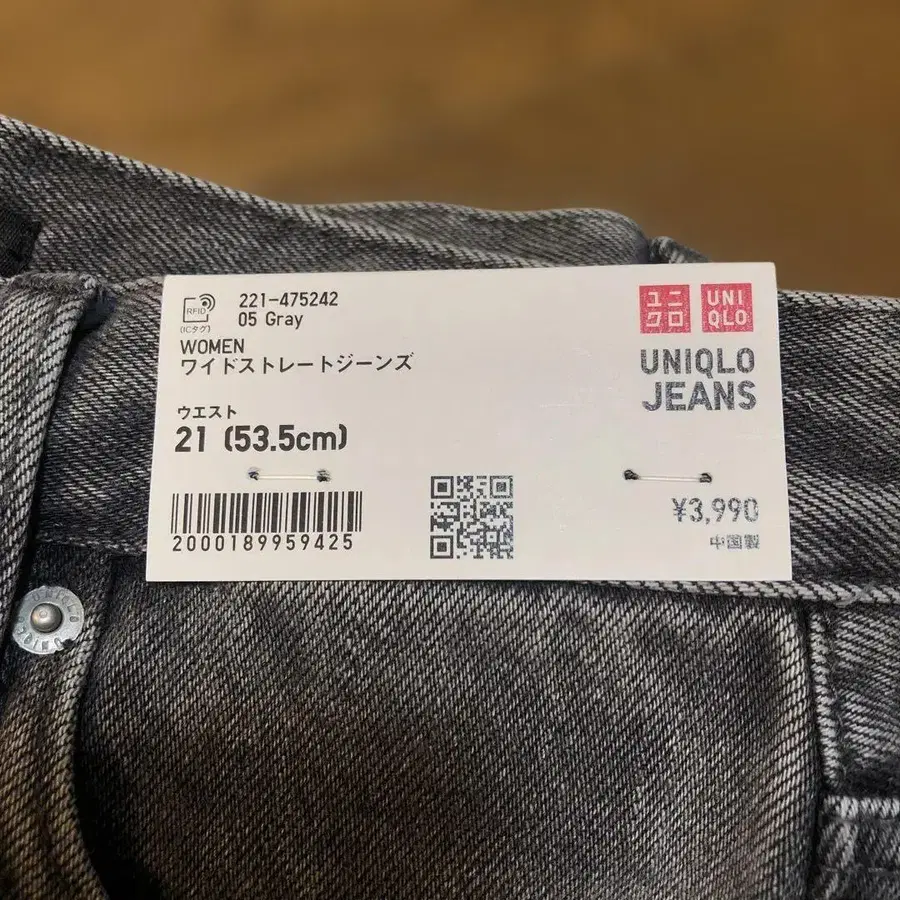 RFID
(ICタグ)
221-475242
05 Gray
WOMEN
ワイドストレートジーンズ
ウエスト
21 (53.5cm)
2000189959425
ユニ
クロ
UNI
QLO
UNIQLO
JEANS
¥3,990
中国製